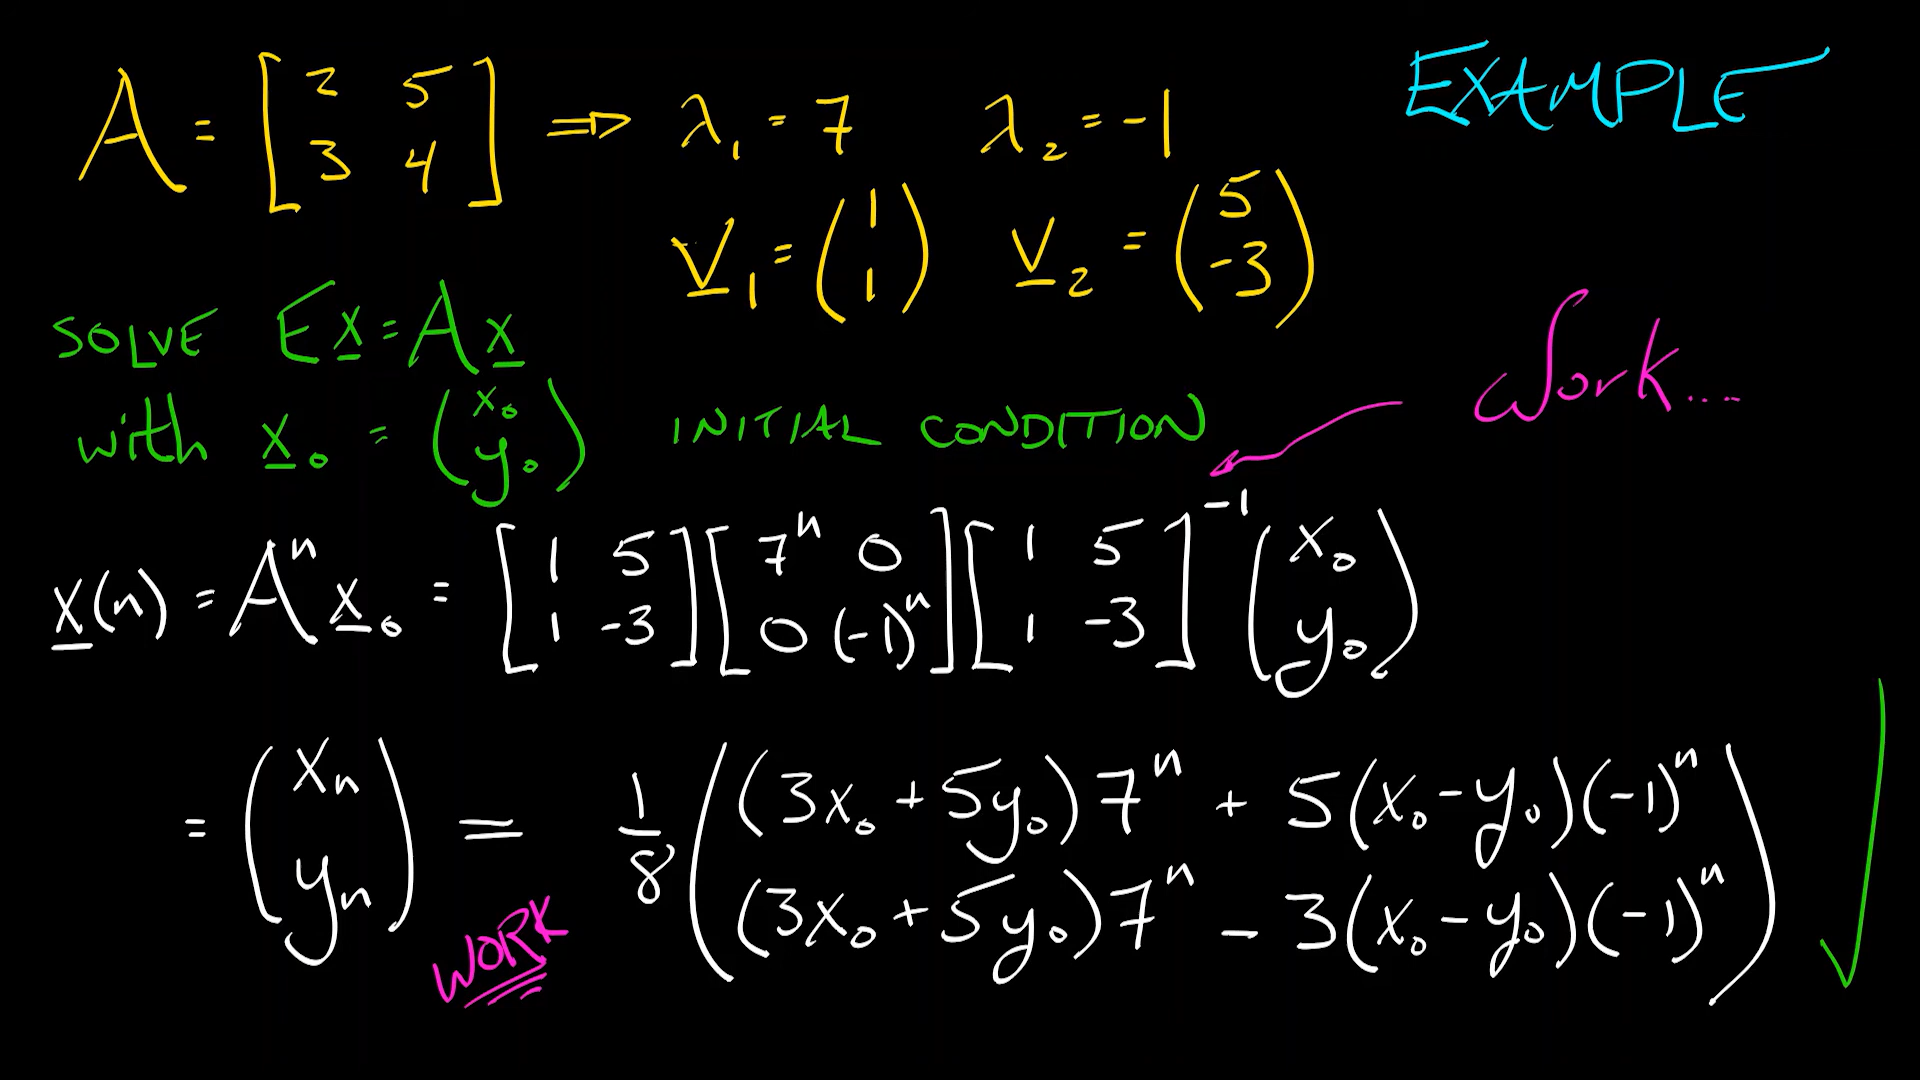 EXAMPLE
A = [2 5; 3 4] ⇒ λ₁ = 7 λ₂ = -1
v₁ = (1; 1) v₂ = (5; -3)
SOLVE Ex = Ax
with x₀ = (x₀; y₀) INITIAL CONDITION
Work...
x(n) = Aⁿx₀ = [1 5; 1 -3] [7ⁿ 0; 0 (-1)ⁿ] [1 5; 1 -3]⁻¹ (x₀; y₀)
= (xₙ; yₙ) = 1/8 ((3x₀ + 5y₀)7ⁿ + 5(x₀ - y₀)(-1)ⁿ; (3x₀ + 5y₀)7ⁿ - 3(x₀ - y₀)(-1)ⁿ) ✓
WORK